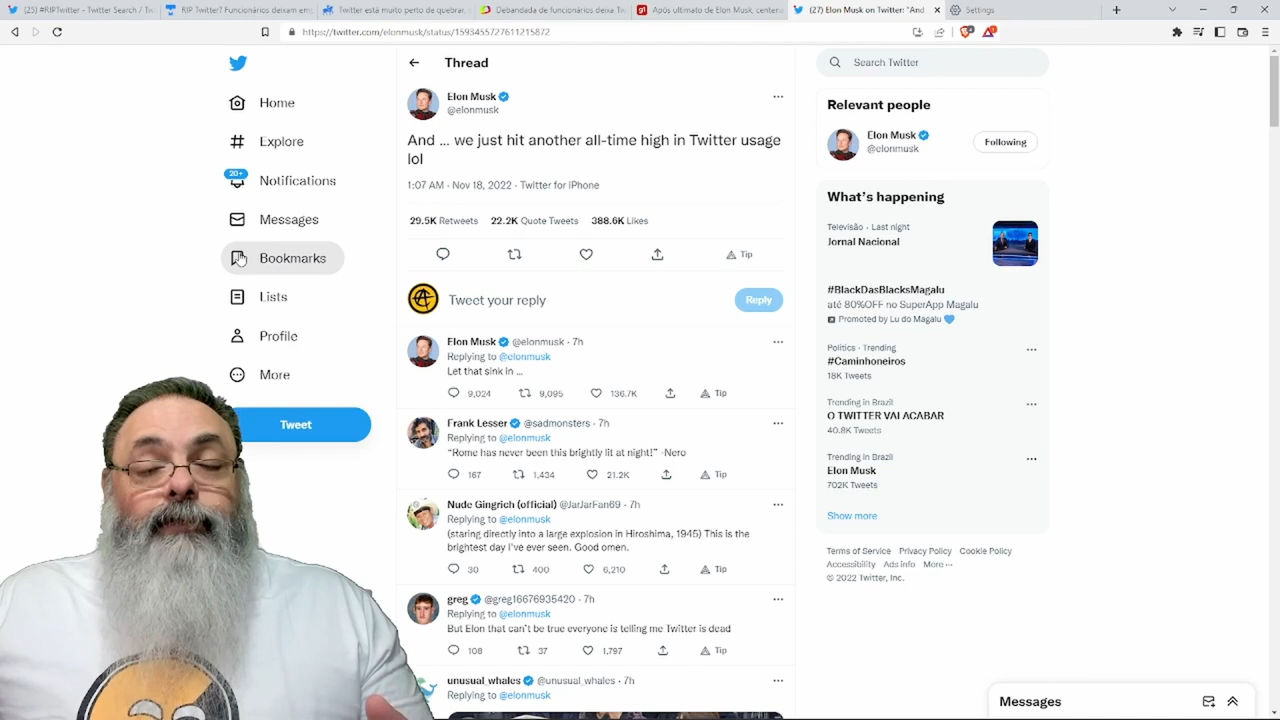 (25) #RIPTwitter - Twitter Search / Tw
RIP Twitter? Funcionários deixam em
Twitter está muito perto de quebrar,
Debandada de funcionários deixa Tw
Após ultimato de Elon Musk, centena
(27) Elon Musk on Twitter: "And
Settings
https://twitter.com/elonmusk/status/1593455727611215872
Thread
Search Twitter
Home
Explore
20+
Notifications
Messages
Bookmarks
Lists
Profile
More
Tweet
Elon Musk
@elonmusk
And ... we just hit another all-time high in Twitter usage
lol
1:07 AM · Nov 18, 2022 · Twitter for iPhone
29.5K Retweets 22.2K Quote Tweets 388.6K Likes
Tip
Tweet your reply
Reply
Elon Musk @elonmusk · 7h
Replying to @elonmusk
Let that sink in ...
9,024 9,095 136.7K Tip
Frank Lesser @sadmonsters · 7h
Replying to @elonmusk
“Rome has never been this brightly lit at night!” -Nero
167 1,434 21.2K Tip
Nude Gingrich (official) @JarJarFan69 · 7h
Replying to @elonmusk
(staring directly into a large explosion in Hiroshima, 1945) This is the
brightest day I've ever seen. Good omen.
30 400 6,210 Tip
greg @greg16676935420 · 7h
Replying to @elonmusk
But Elon that can't be true everyone is telling me Twitter is dead
108 37 1,797 Tip
unusual_whales @unusual_whales · 7h
Replying to @elonmusk
Relevant people
Elon Musk
@elonmusk
Following
What's happening
Televisão · Last night
Jornal Nacional
#BlackDasBlacksMagalu
até 80%OFF no SuperApp Magalu
Promoted by Lu do Magalu
Politics · Trending
#Caminhoneiros
18K Tweets
Trending in Brazil
O TWITTER VAI ACABAR
40.8K Tweets
Trending in Brazil
Elon Musk
702K Tweets
Show more
Terms of Service Privacy Policy Cookie Policy
Accessibility Ads info More ···
© 2022 Twitter, Inc.
Messages